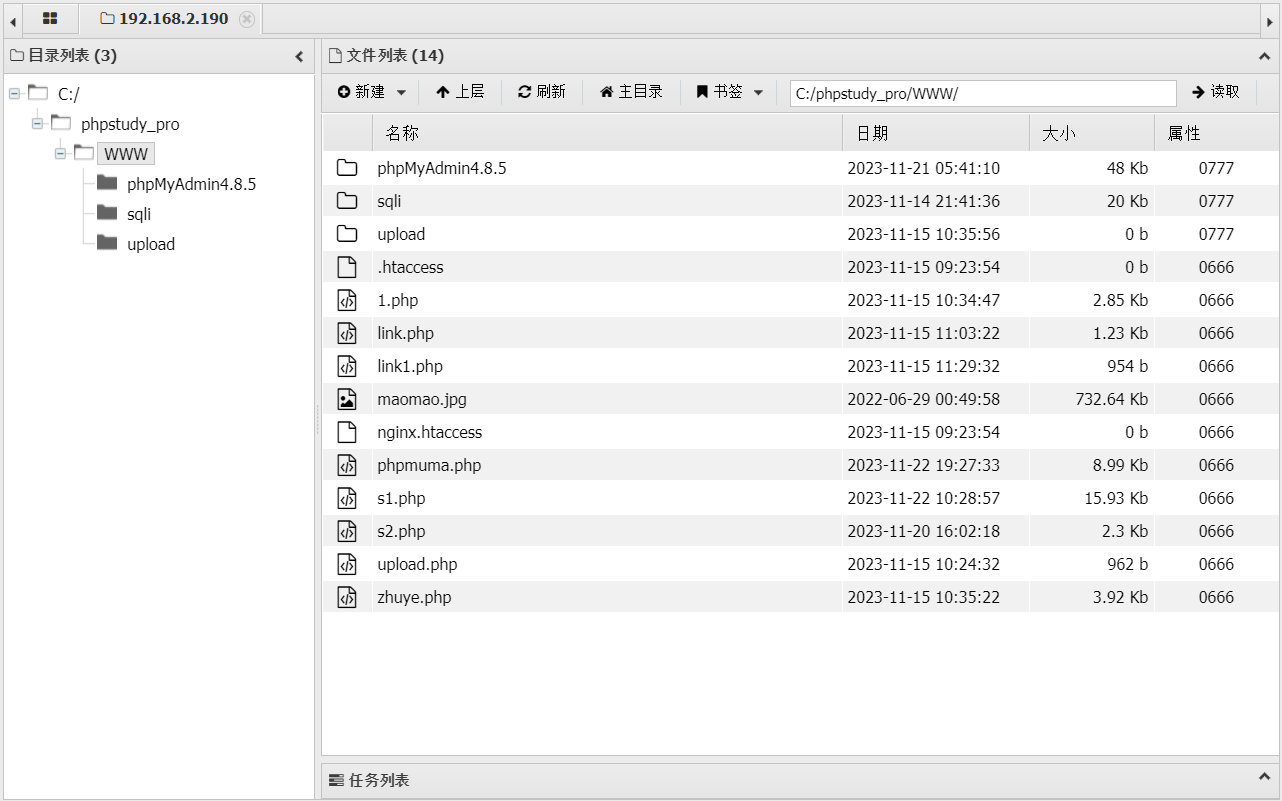 192.168.2.190
目录列表 (3)
C:/
phpstudy_pro
WWW
phpMyAdmin4.8.5
sqli
upload
文件列表 (14)
新建 上层 刷新 主目录 书签 C:/phpstudy_pro/WWW/ 读取
名称 日期 大小 属性
phpMyAdmin4.8.5 2023-11-21 05:41:10 48 Kb 0777
sqli 2023-11-14 21:41:36 20 Kb 0777
upload 2023-11-15 10:35:56 0 b 0777
.htaccess 2023-11-15 09:23:54 0 b 0666
1.php 2023-11-15 10:34:47 2.85 Kb 0666
link.php 2023-11-15 11:03:22 1.23 Kb 0666
link1.php 2023-11-15 11:29:32 954 b 0666
maomao.jpg 2022-06-29 00:49:58 732.64 Kb 0666
nginx.htaccess 2023-11-15 09:23:54 0 b 0666
phpmuma.php 2023-11-22 19:27:33 8.99 Kb 0666
s1.php 2023-11-22 10:28:57 15.93 Kb 0666
s2.php 2023-11-20 16:02:18 2.3 Kb 0666
upload.php 2023-11-15 10:24:32 962 b 0666
zhuye.php 2023-11-15 10:35:22 3.92 Kb 0666
任务列表